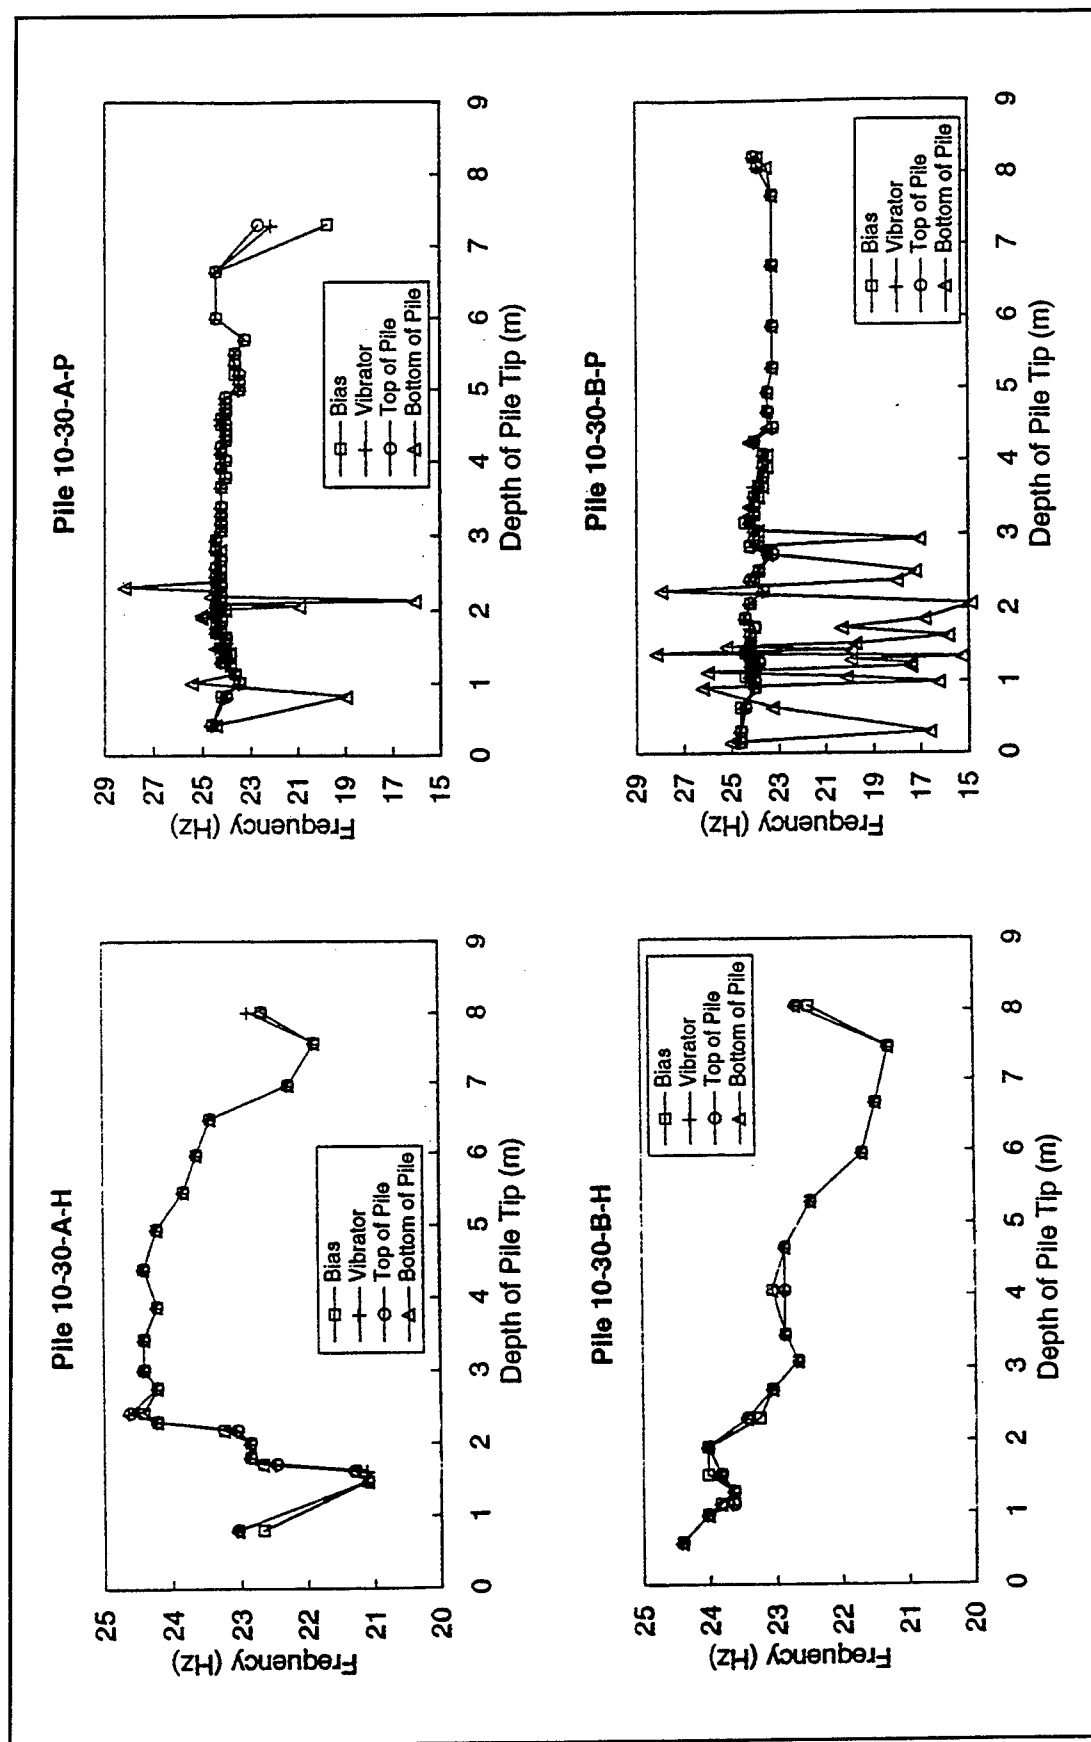 Pile 10-30-A-H
Frequency (Hz)
25
24
23
22
21
20
0 1 2 3 4 5 6 7 8 9
Depth of Pile Tip (m)
Bias
Vibrator
Top of Pile
Bottom of Pile
Pile 10-30-A-P
Frequency (Hz)
29
27
25
23
21
19
17
15
0 1 2 3 4 5 6 7 8 9
Depth of Pile Tip (m)
Bias
Vibrator
Top of Pile
Bottom of Pile
Pile 10-30-B-H
Frequency (Hz)
25
24
23
22
21
20
0 1 2 3 4 5 6 7 8 9
Depth of Pile Tip (m)
Bias
Vibrator
Top of Pile
Bottom of Pile
Pile 10-30-B-P
Frequency (Hz)
29
27
25
23
21
19
17
15
0 1 2 3 4 5 6 7 8 9
Depth of Pile Tip (m)
Bias
Vibrator
Top of Pile
Bottom of Pile